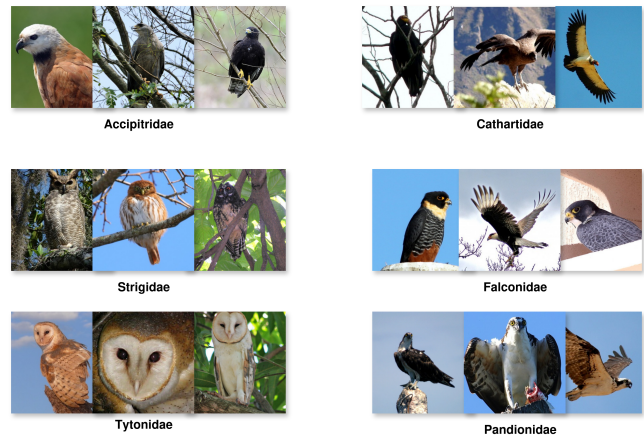 Accipitridae
Cathartidae
Strigidae
Falconidae
Tytonidae
Pandionidae